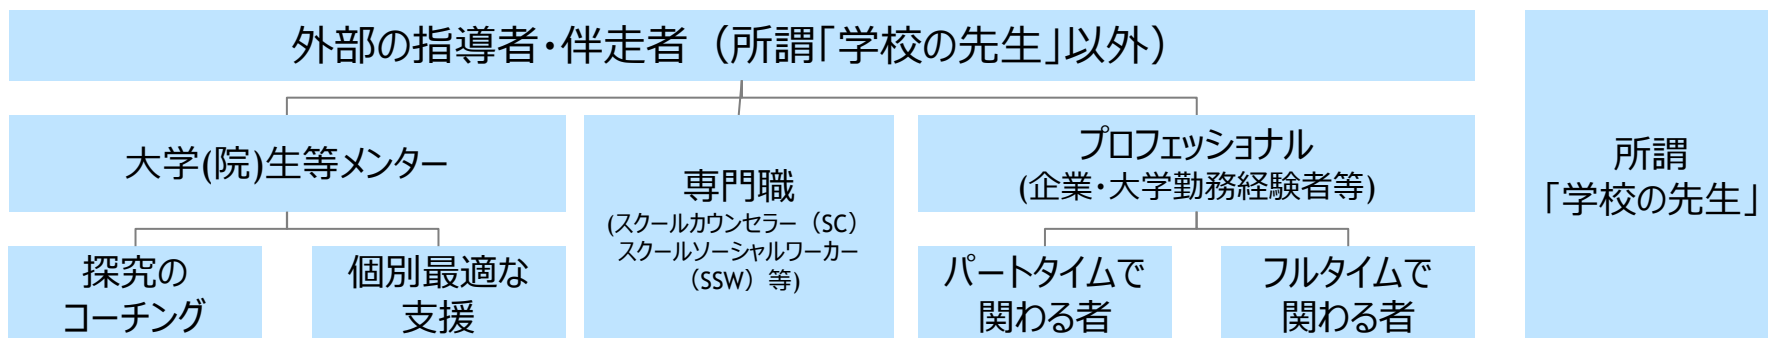 外部の指導者・伴走者（所謂「学校の先生」以外）
大学(院)生等メンター
専門職
(スクールカウンセラー（SC）
スクールソーシャルワーカー
（SSW）等)
プロフェッショナル
(企業・大学勤務経験者等)
所謂
「学校の先生」
探究の
コーチング
個別最適な
支援
パートタイムで
関わる者
フルタイムで
関わる者